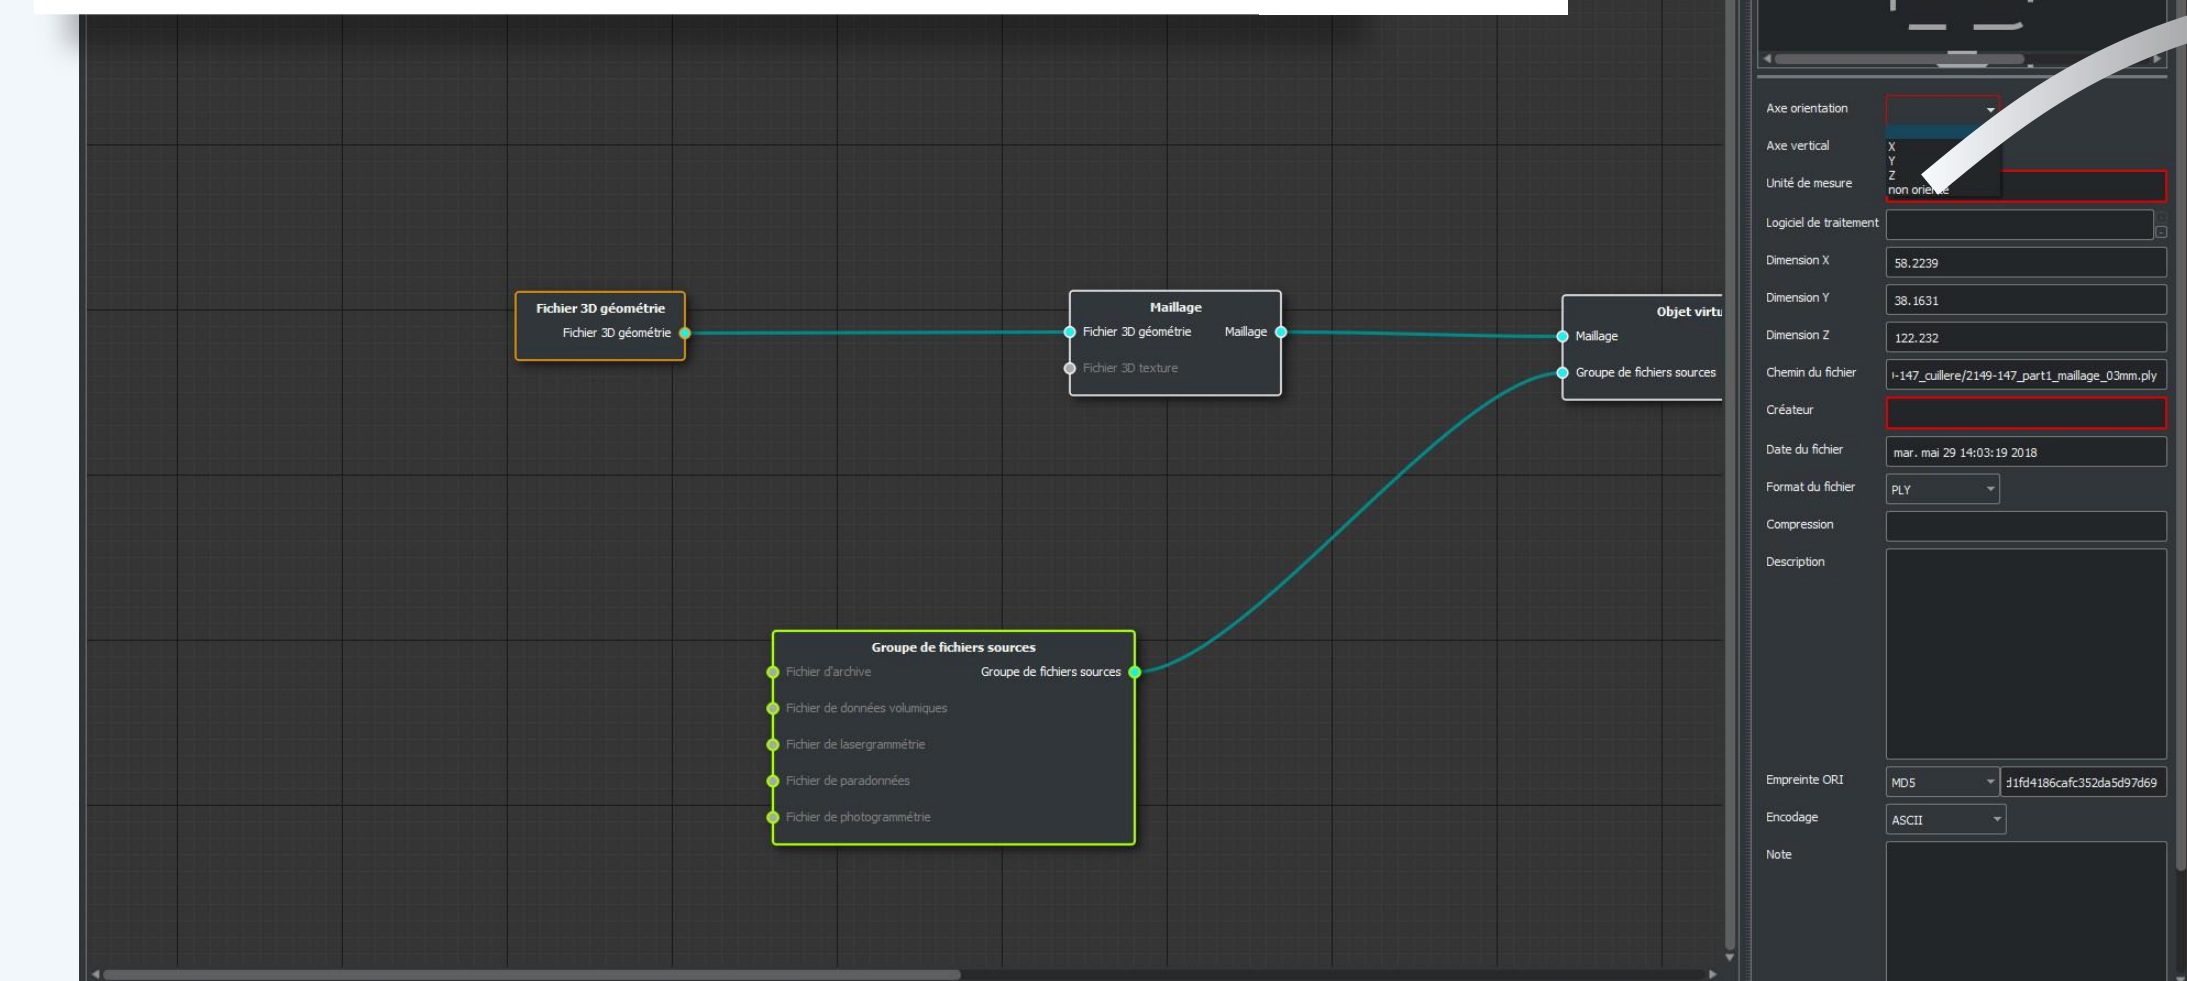 Fichier 3D géométrie
Fichier 3D géométrie
Maillage
Fichier 3D géométrie
Maillage
Fichier 3D texture
Objet virtu
Maillage
Groupe de fichiers sources
Groupe de fichiers sources
Fichier d'archive
Groupe de fichiers sources
Fichier de données volumiques
Fichier de lasergrammétrie
Fichier de paradonnées
Fichier de photogrammétrie
Axe orientation
Axe vertical
X
Y
Z
non
Unité de mesure
Logiciel de traitement
Dimension X
58.2239
Dimension Y
38.1631
Dimension Z
122.232
Chemin du fichier
-147_cuillere/2149-147_part1_maillage_03mm.ply
Créateur
Date du fichier
mar. mai 29 14:03:19 2018
Format du fichier
PLY
Compression
Description
Empreinte ORI
MD5
d1fd4186cafc352da5d97d69
Encodage
ASCII
Note